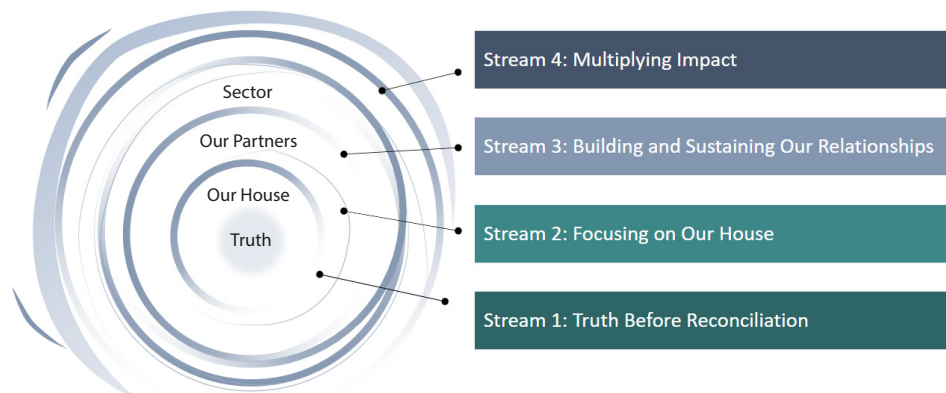 Sector
Our Partners
Our House
Truth
Stream 4: Multiplying Impact
Stream 3: Building and Sustaining Our Relationships
Stream 2: Focusing on Our House
Stream 1: Truth Before Reconciliation